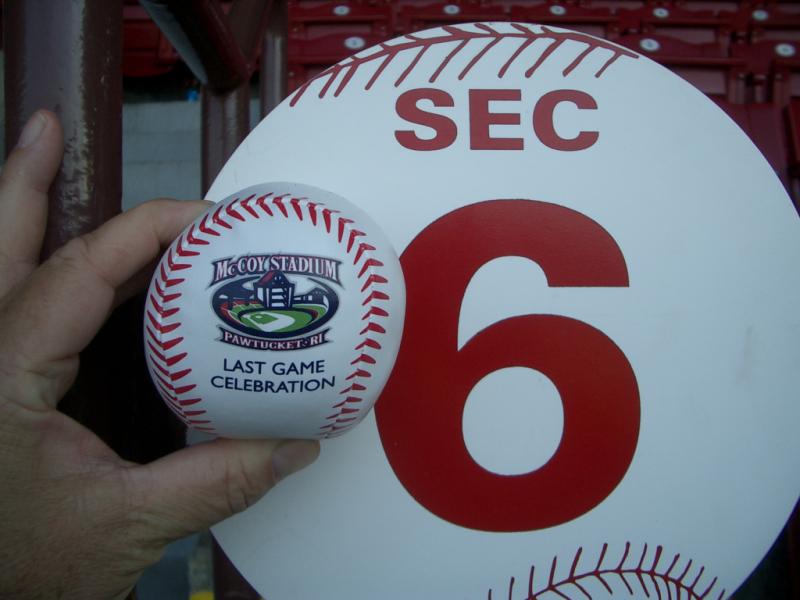 SEC
6
McCOY STADIUM
PAWTUCKET · RI
LAST GAME
CELEBRATION